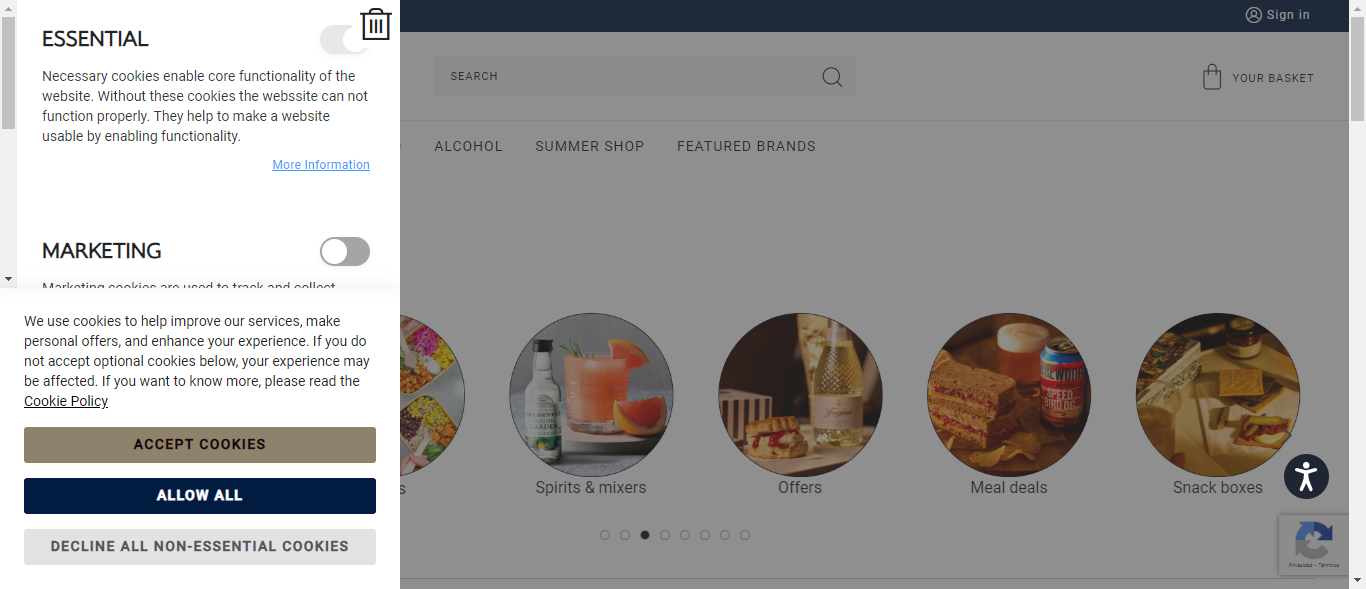 Sign in
ESSENTIAL
Necessary cookies enable core functionality of the
website. Without these cookies the webssite can not
function properly. They help to make a website
usable by enabling functionality.
More Information
SEARCH
YOUR BASKET
ALCOHOL
SUMMER SHOP
FEATURED BRANDS
MARKETING
Marketing cookies are used to track and collect
We use cookies to help improve our services, make
personal offers, and enhance your experience. If you do
not accept optional cookies below, your experience may
be affected. If you want to know more, please read the
Cookie Policy
ACCEPT COOKIES
ALLOW ALL
DECLINE ALL NON-ESSENTIAL COOKIES
s
Spirits & mixers
Offers
Meal deals
Snack boxes
GARDEN
SPEED
BIRD
Privacidad - Términos